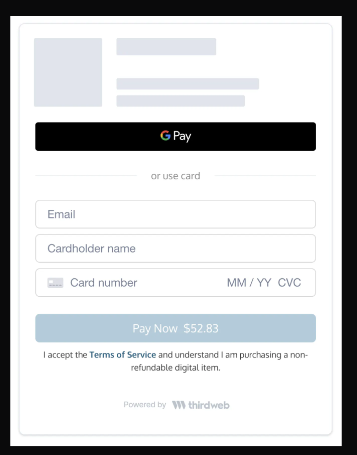 G Pay
or use card
Email
Cardholder name
Card number MM / YY CVC
Pay Now $52.83
I accept the Terms of Service and understand I am purchasing a non-
refundable digital item.
Powered by thirdweb